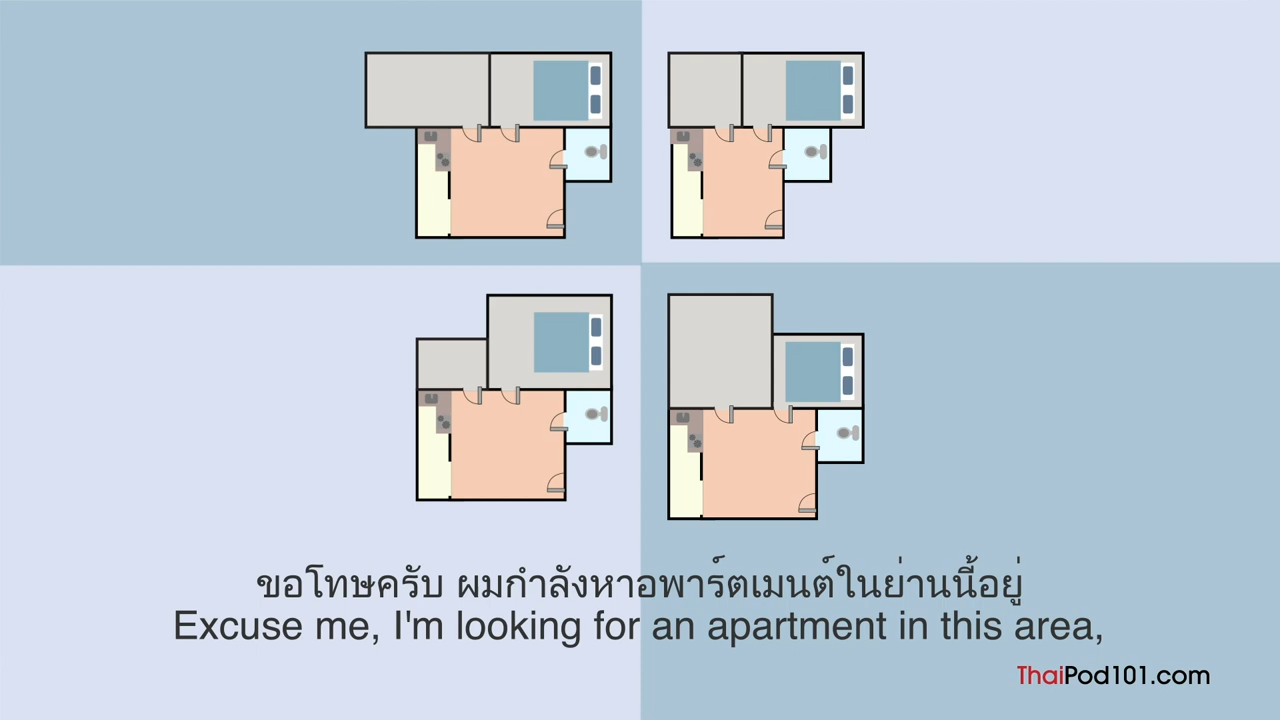 ขอโทษครับ ผมกำลังหาอพาร์ตเมนต์ในย่านนี้อยู่
Excuse me, I'm looking for an apartment in this area,
ThaiPod101.com